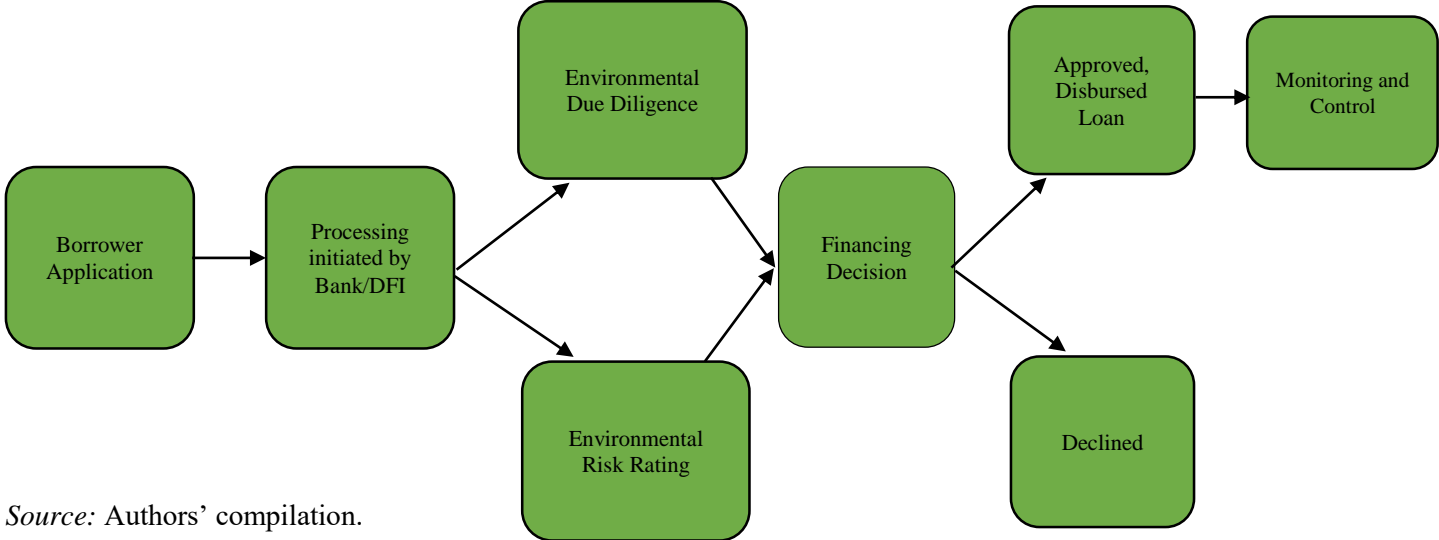 Borrower
Application
Processing
initiated by
Bank/DFI
Environmental
Due Diligence
Environmental
Risk Rating
Financing
Decision
Approved,
Disbursed
Loan
Monitoring and
Control
Declined
Source: Authors’ compilation.